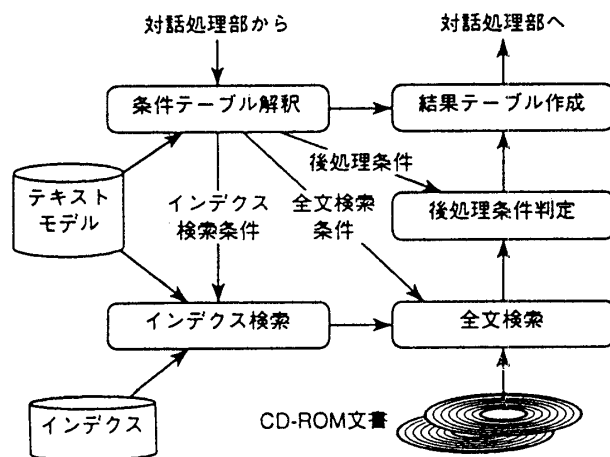 対話処理部から
対話処理部へ
条件テーブル解釈
結果テーブル作成
後処理条件
テキスト
モデル
インデクス
検索条件
全文検索
条件
後処理条件判定
インデクス検索
全文検索
インデクス
CD-ROM文書